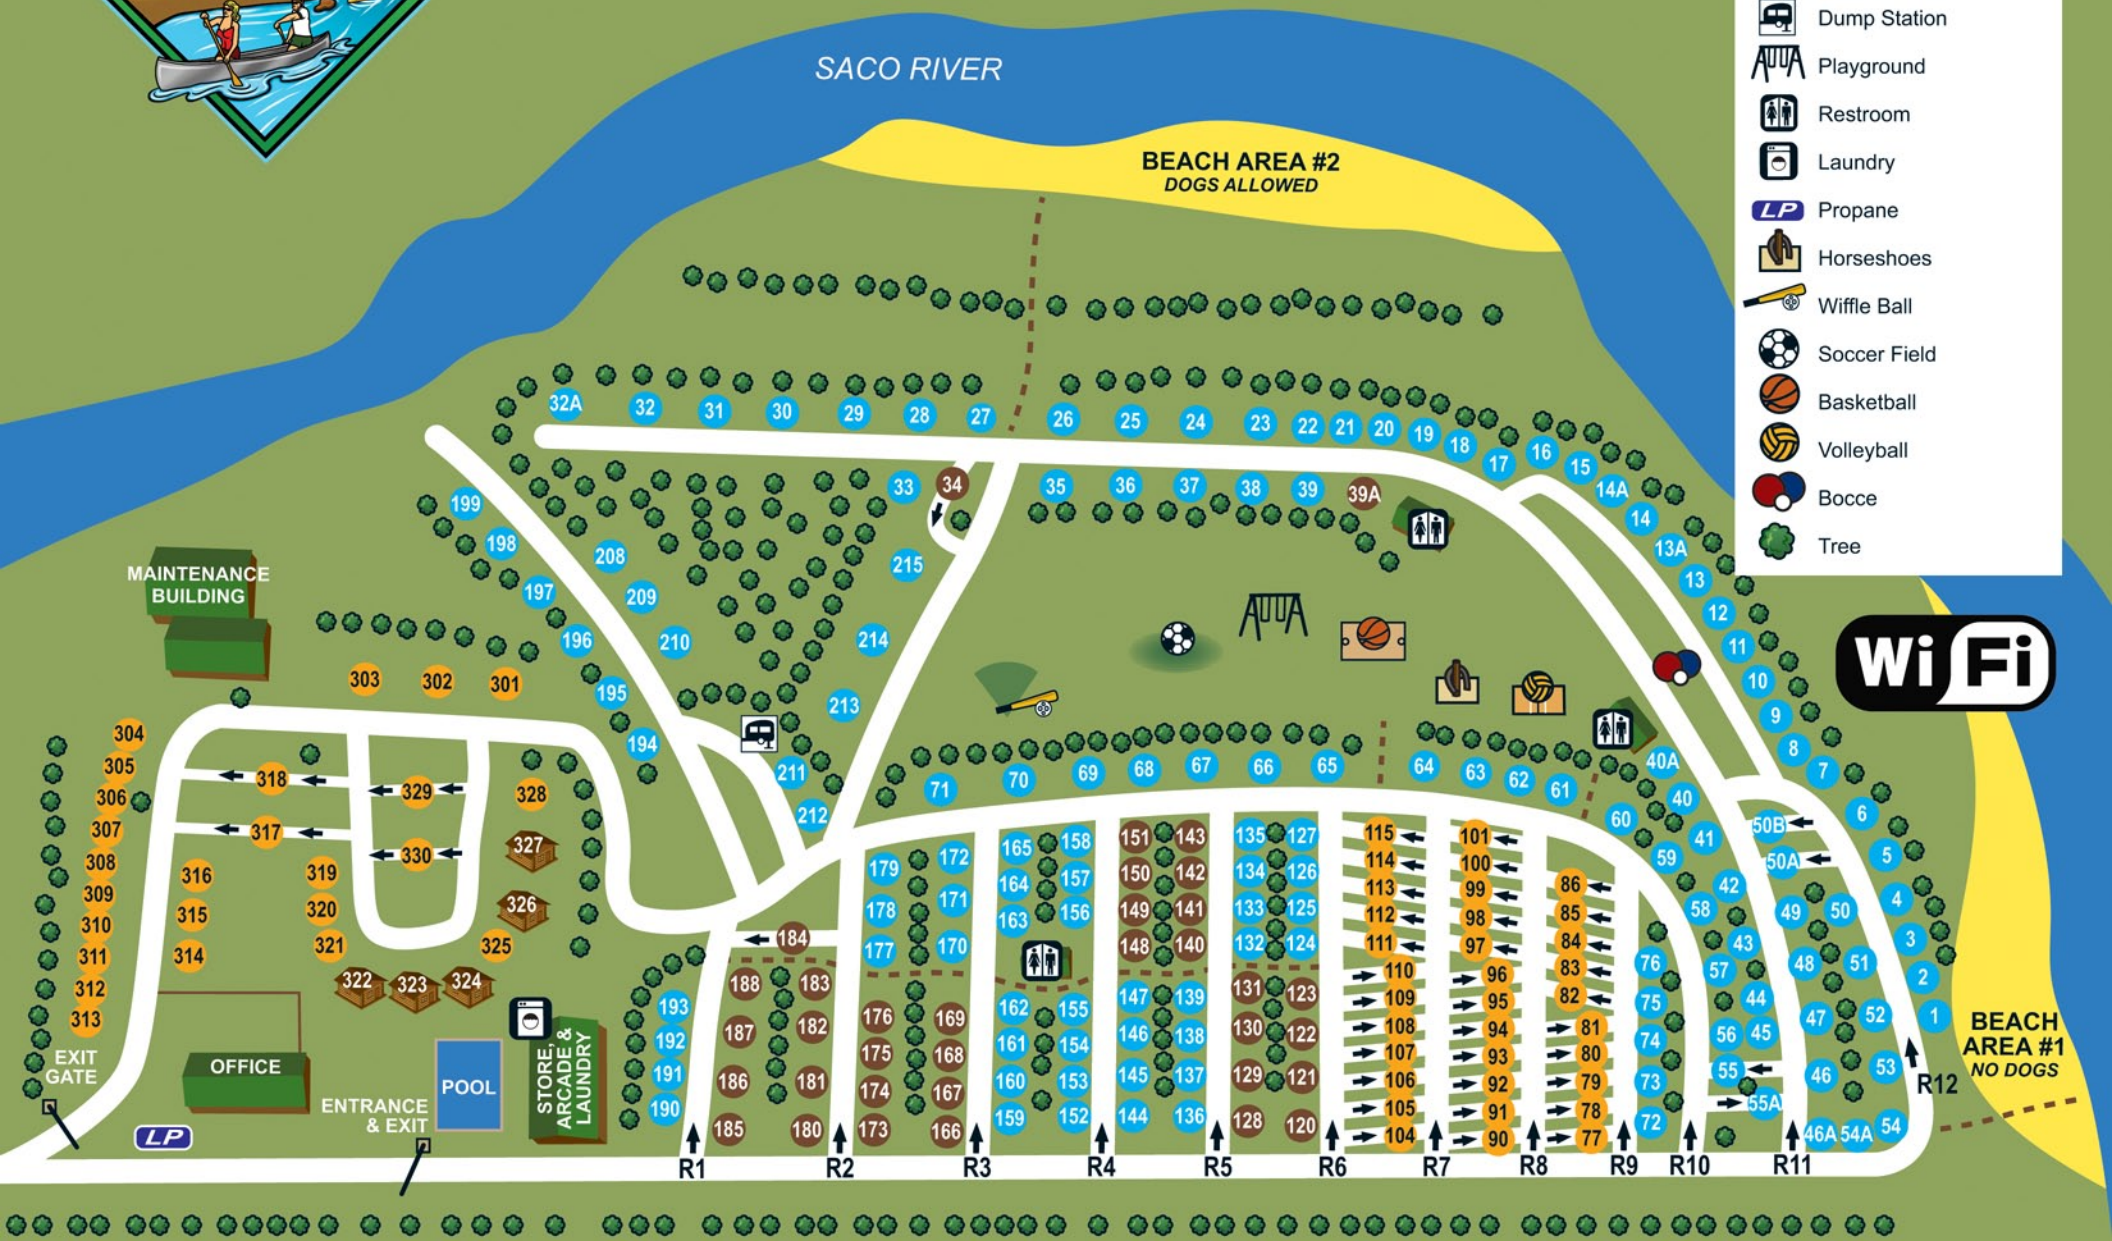 SACO RIVER
BEACH AREA #2
DOGS ALLOWED
Dump Station
Playground
Restroom
Laundry
LP Propane
Horseshoes
Wiffle Ball
Soccer Field
Basketball
Volleyball
Bocce
Tree
WiFi
32A 32 31 30 29 28 27 26 25 24 23 22 21 20 19 18 17 16 15
14A 14 13A 13 12 11 10 9 8 7 6 5 4 3 2 1
33 34 35 36 37 38 39 39A
199 198 197 196 195 194
208 209 210 211 212
215 214 213
MAINTENANCE
BUILDING
303 302 301
304 305 306 307 308 309 310 311 312 313
318 329 328
317 330 327
316 319 326
315 320 325
314 321
322 323 324
71 70 69 68 67 66 65 64 63 62 61 60 59 58 57 56 55 55A
40A 40 41 42 43 44 45
50B
50A
49 50
48 51
47 52
46 53
46A 54A 54
184
188 183
187 182
186 181
185 180
193
192
191
190
179 172
178 171
177 170
176 169
175 168
174 167
173 166
165 158
164 157
163 156
162 155
161 154
160 153
159 152
151 143
150 142
149 141
148 140
147 139
146 138
145 137
144 136
135 127
134 126
133 125
132 124
131 123
130 122
129 121
128 120
115 101
114 100
113 99 86
112 98 85
111 97 84
110 96 83
109 95 82
108 94 81
107 93 80
106 92 79
105 91 78
104 90 77
76
75
74
73
72
EXIT
GATE
OFFICE
LP
ENTRANCE
& EXIT
POOL
STORE,
ARCADE &
LAUNDRY
BEACH
AREA #1
NO DOGS
R12
R1 R2 R3 R4 R5 R6 R7 R8 R9 R10 R11